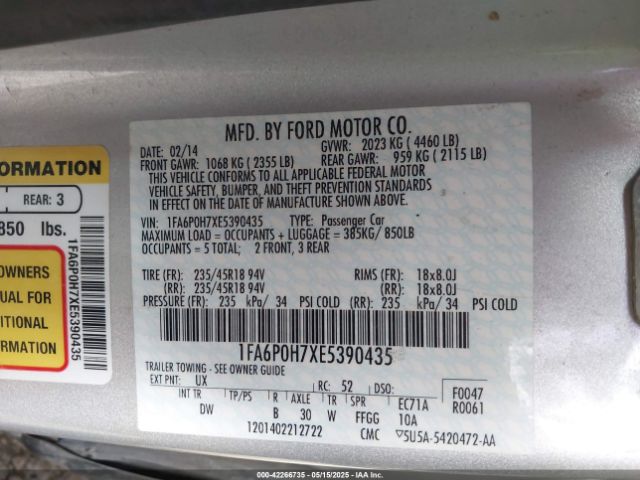 MFD. BY FORD MOTOR CO.
DATE: 02/14 GVWR: 2023 KG ( 4460 LB)
FRONT GAWR: 1068 KG ( 2355 LB) REAR GAWR: 959 KG ( 2115 LB)
THIS VEHICLE CONFORMS TO ALL APPLICABLE FEDERAL MOTOR
VEHICLE SAFETY, BUMPER, AND THEFT PREVENTION STANDARDS
IN EFFECT ON THE DATE OF MANUFACTURE SHOWN ABOVE.
VIN: 1FA6P0H7XE5390435 TYPE: Passenger Car
MAXIMUM LOAD = OCCUPANTS + LUGGAGE = 385KG/ 850LB
OCCUPANTS = 5 TOTAL; 2 FRONT, 3 REAR
TIRE (FR): 235/45R18 94V RIMS (FR): 18x8.0J
(RR): 235/45R18 94V (RR): 18x8.0J
PRESSURE (FR): 235 kPa/ 34 PSI COLD (RR): 235 kPa/ 34 PSI COLD
1FA6P0H7XE5390435
TRAILER TOWING - SEE OWNER GUIDE
EXT PNT: UX RC: 52 DSO: F0047
INT TR TP/PS R AXLE TR SPR EC71A R0061
DW B 30 W FFGG 10A
1201402212722 CMC 5U5A-5420472-AA
FORMATION
REAR: 3
850 lbs.
OWNERS
UAL FOR
ITIONAL
ORMATION
1FA6P0H7XE5390435
000-42266735 - 05/15/2025 - IAA Inc.